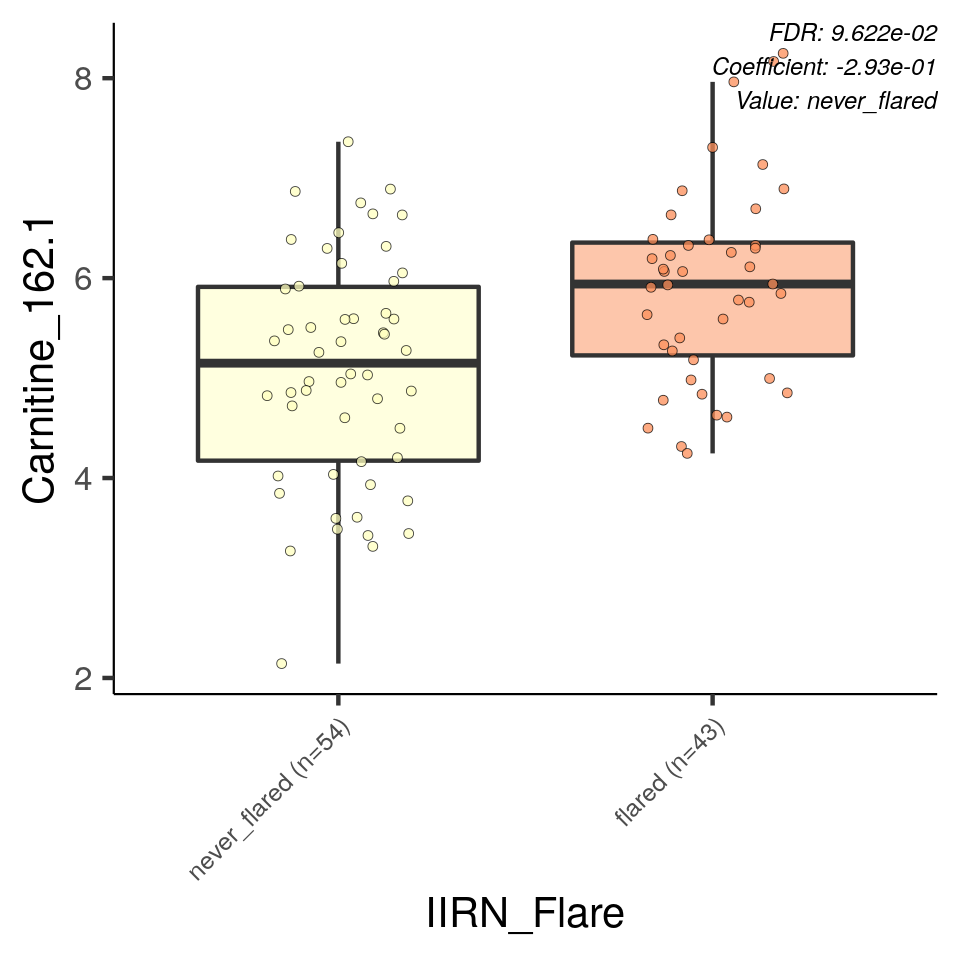 FDR: 9.622e-02
Coefficient: -2.93e-01
Value: never_flared
Carnitine_162.1
8
6
4
2
never_flared (n=54)
flared (n=43)
IIRN_Flare